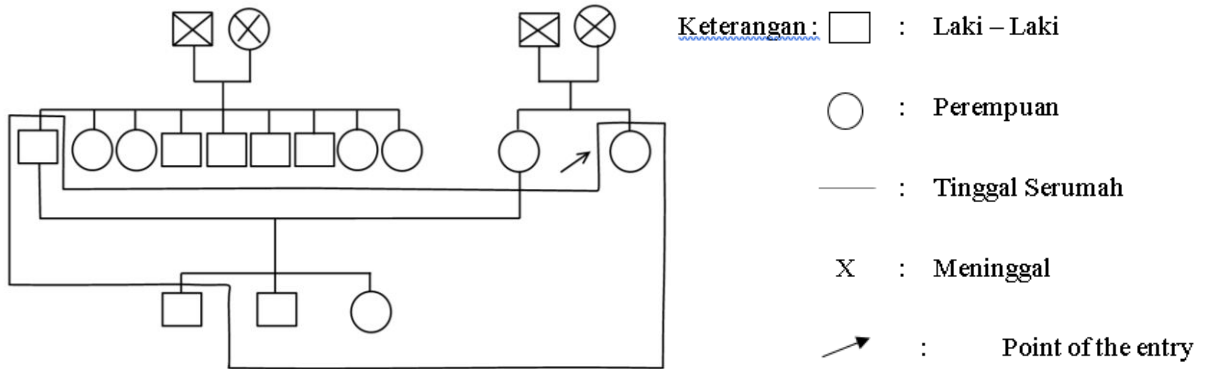 Keterangan : : Laki – Laki
: Perempuan
: Tinggal Serumah
X : Meninggal
: Point of the entry